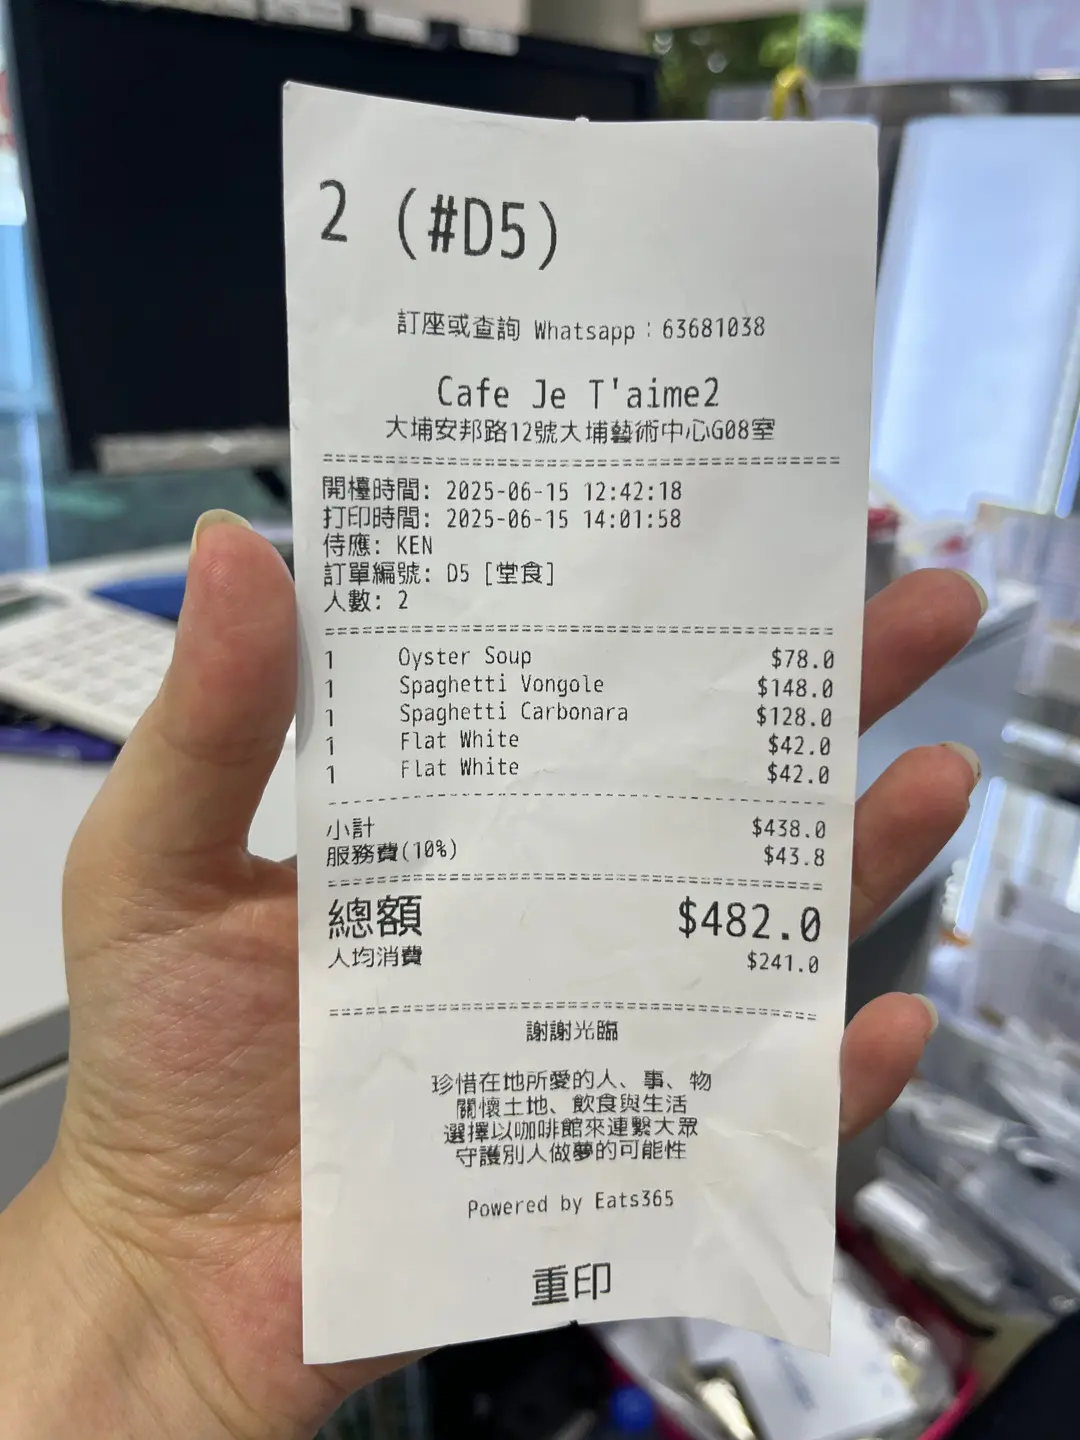 2 (#D5)
訂座或查詢 Whatsapp：63681038
Cafe Je T'aime2
大埔安邦路12號大埔藝術中心G08室
開檯時間: 2025-06-15 12:42:18
打印時間: 2025-06-15 14:01:58
侍應: KEN
訂單編號: D5 [堂食]
人數: 2
1 Oyster Soup $78.0
1 Spaghetti Vongole $148.0
1 Spaghetti Carbonara $128.0
1 Flat White $42.0
1 Flat White $42.0
小計 $438.0
服務費(10%) $43.8
總額 $482.0
人均消費 $241.0
謝謝光臨
珍惜在地所愛的人、事、物
關懷土地、飲食與生活
選擇以咖啡館來連繫大眾
守護別人做夢的可能性
Powered by Eats365
重印